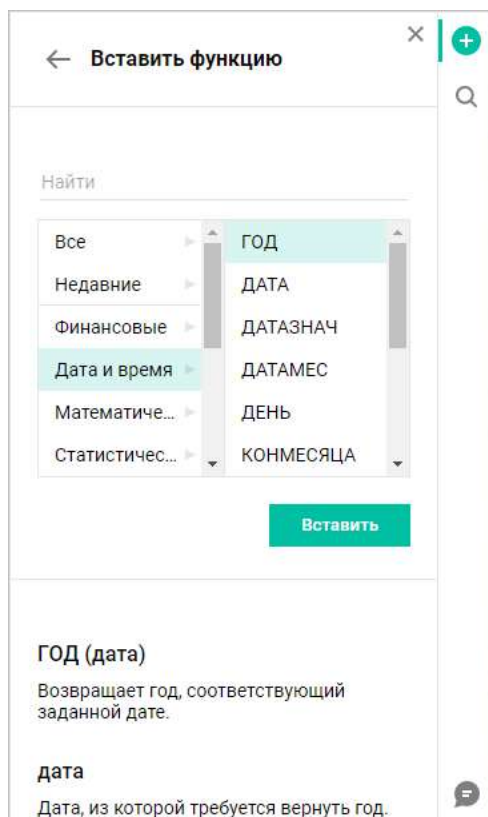 Вставить функцию
Найти
Все
Недавние
Финансовые
Дата и время
Математиче...
Статистичес...
ГОД
ДАТА
ДАТАЗНАЧ
ДАТАМЕС
ДЕНЬ
КОНМЕСЯЦА
Вставить
ГОД (дата)
Возвращает год, соответствующий
заданной дате.
дата
Дата, из которой требуется вернуть год.